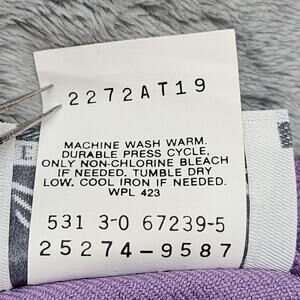 2272AT19
MACHINE WASH WARM.
DURABLE PRESS CYCLE,
ONLY NON-CHLORINE BLEACH
IF NEEDED, TUMBLE DRY
LOW. COOL IRON IF NEEDED.
WPL 423
531 3-0 67239-5
25274-9587